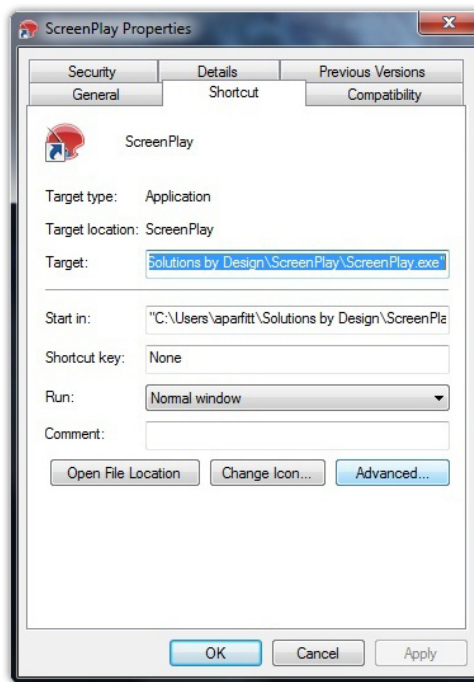 ScreenPlay Properties
x
Security Details Previous Versions
General Shortcut Compatibility
ScreenPlay
Target type: Application
Target location: ScreenPlay
Target: Solutions by Design\ScreenPlay\ScreenPlay.exe"
Start in: "C:\Users\aparfitt\Solutions by Design\ScreenPla
Shortcut key: None
Run: Normal window
Comment:
Open File Location Change Icon... Advanced...
OK Cancel Apply